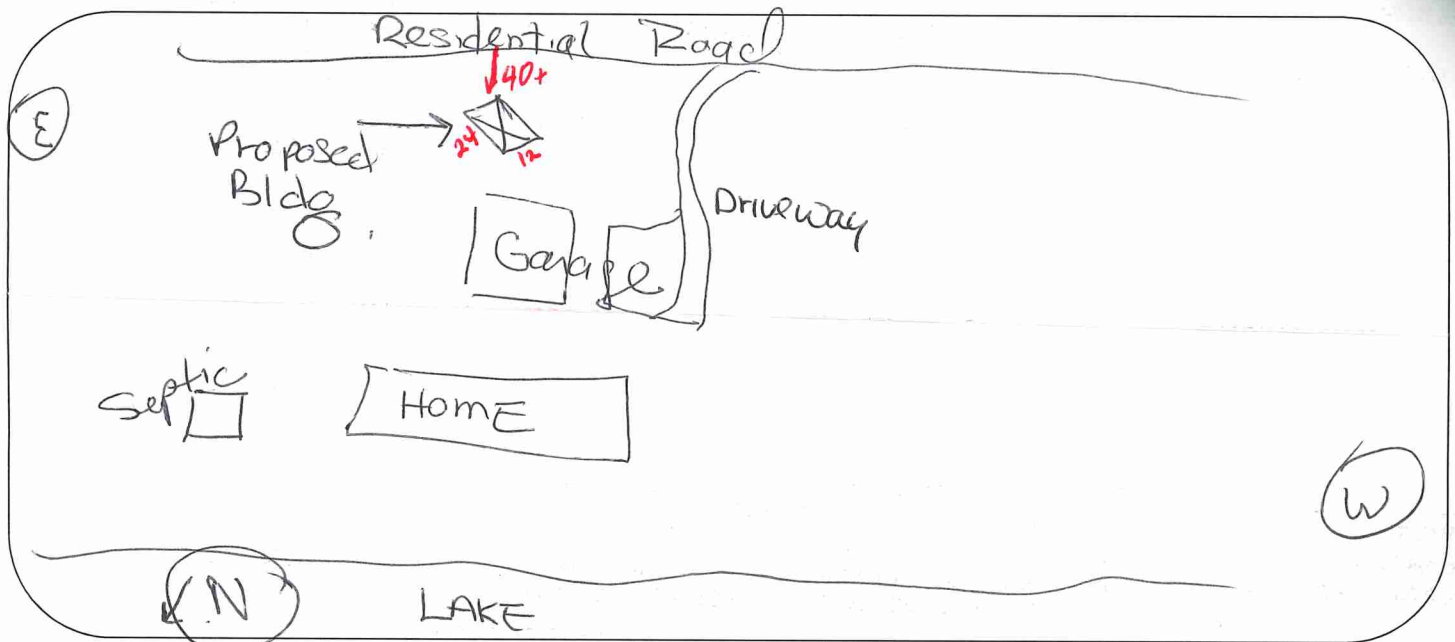 Residential Road
40+
E
Proposed
Bldg.
24
12
Driveway
Garage
Septic
HOME
W
N
LAKE